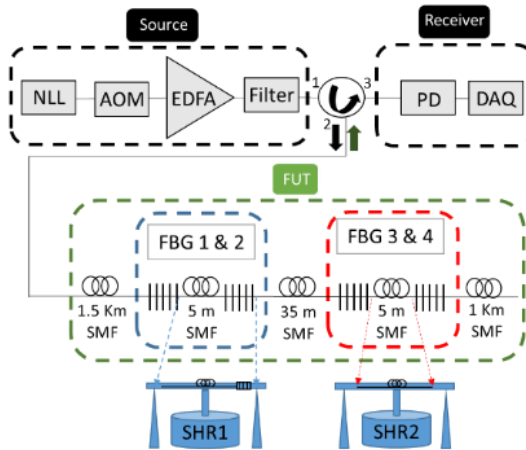 Source
Receiver
NLL
AOM
EDFA
Filter
1
3
2
PD
DAQ
FUT
FBG 1 & 2
FBG 3 & 4
1.5 Km
SMF
5 m
SMF
35 m
SMF
5 m
SMF
1 Km
SMF
SHR1
SHR2